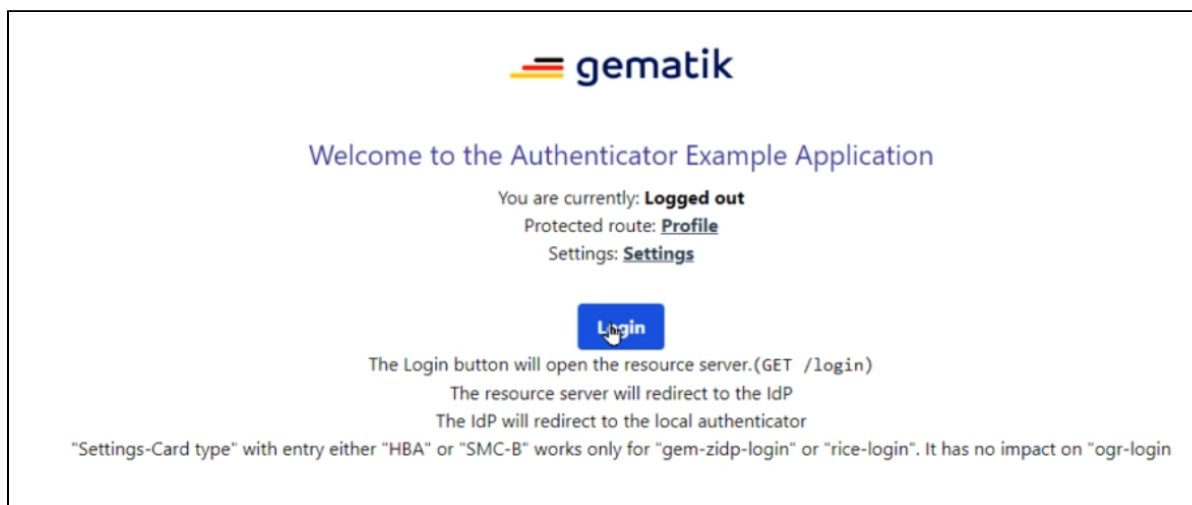 gematik
Welcome to the Authenticator Example Application
You are currently: Logged out
Protected route: Profile
Settings: Settings
Login
The Login button will open the resource server.(GET /login)
The resource server will redirect to the IdP
The IdP will redirect to the local authenticator
"Settings-Card type" with entry either "HBA" or "SMC-B" works only for "gem-zidp-login" or "rice-login". It has no impact on "ogr-login